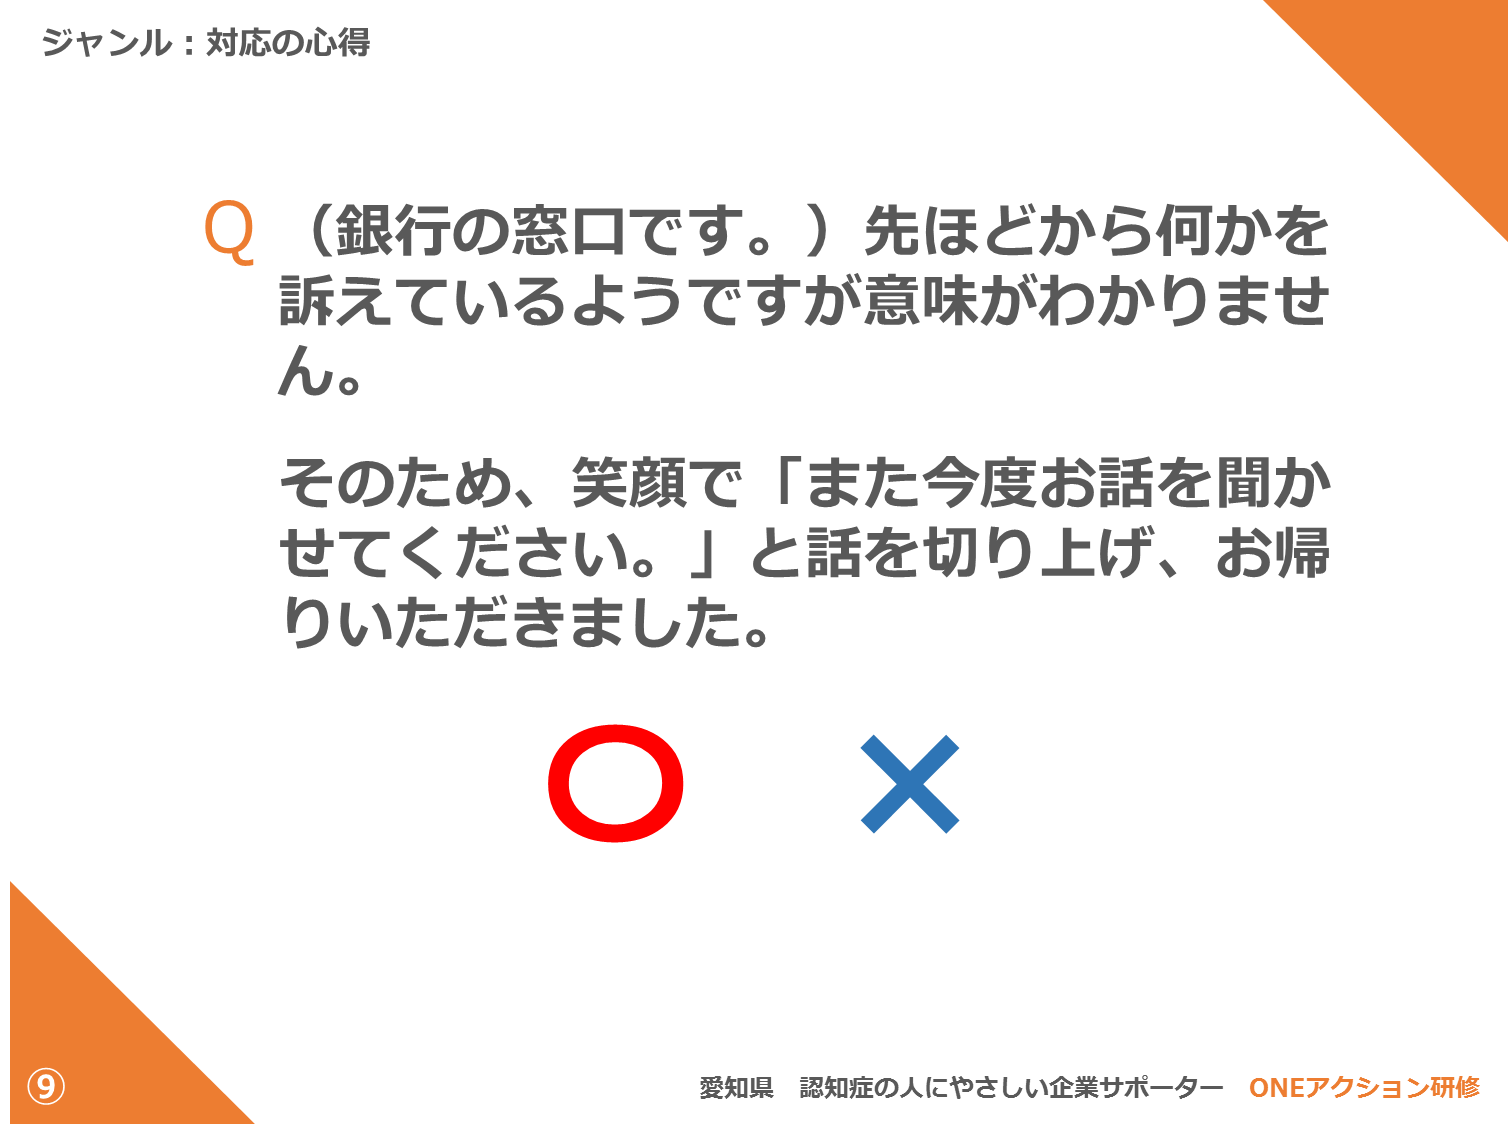 ジャンル：対応の心得
Q （銀行の窓口です。）先ほどから何かを
訴えているようですが意味がわかりませ
ん。
そのため、笑顔で「また今度お話を聞か
せてください。」と話を切り上げ、お帰
りいただきました。
○ ×
⑨
愛知県　認知症の人にやさしい企業サポーター　ONEアクション研修